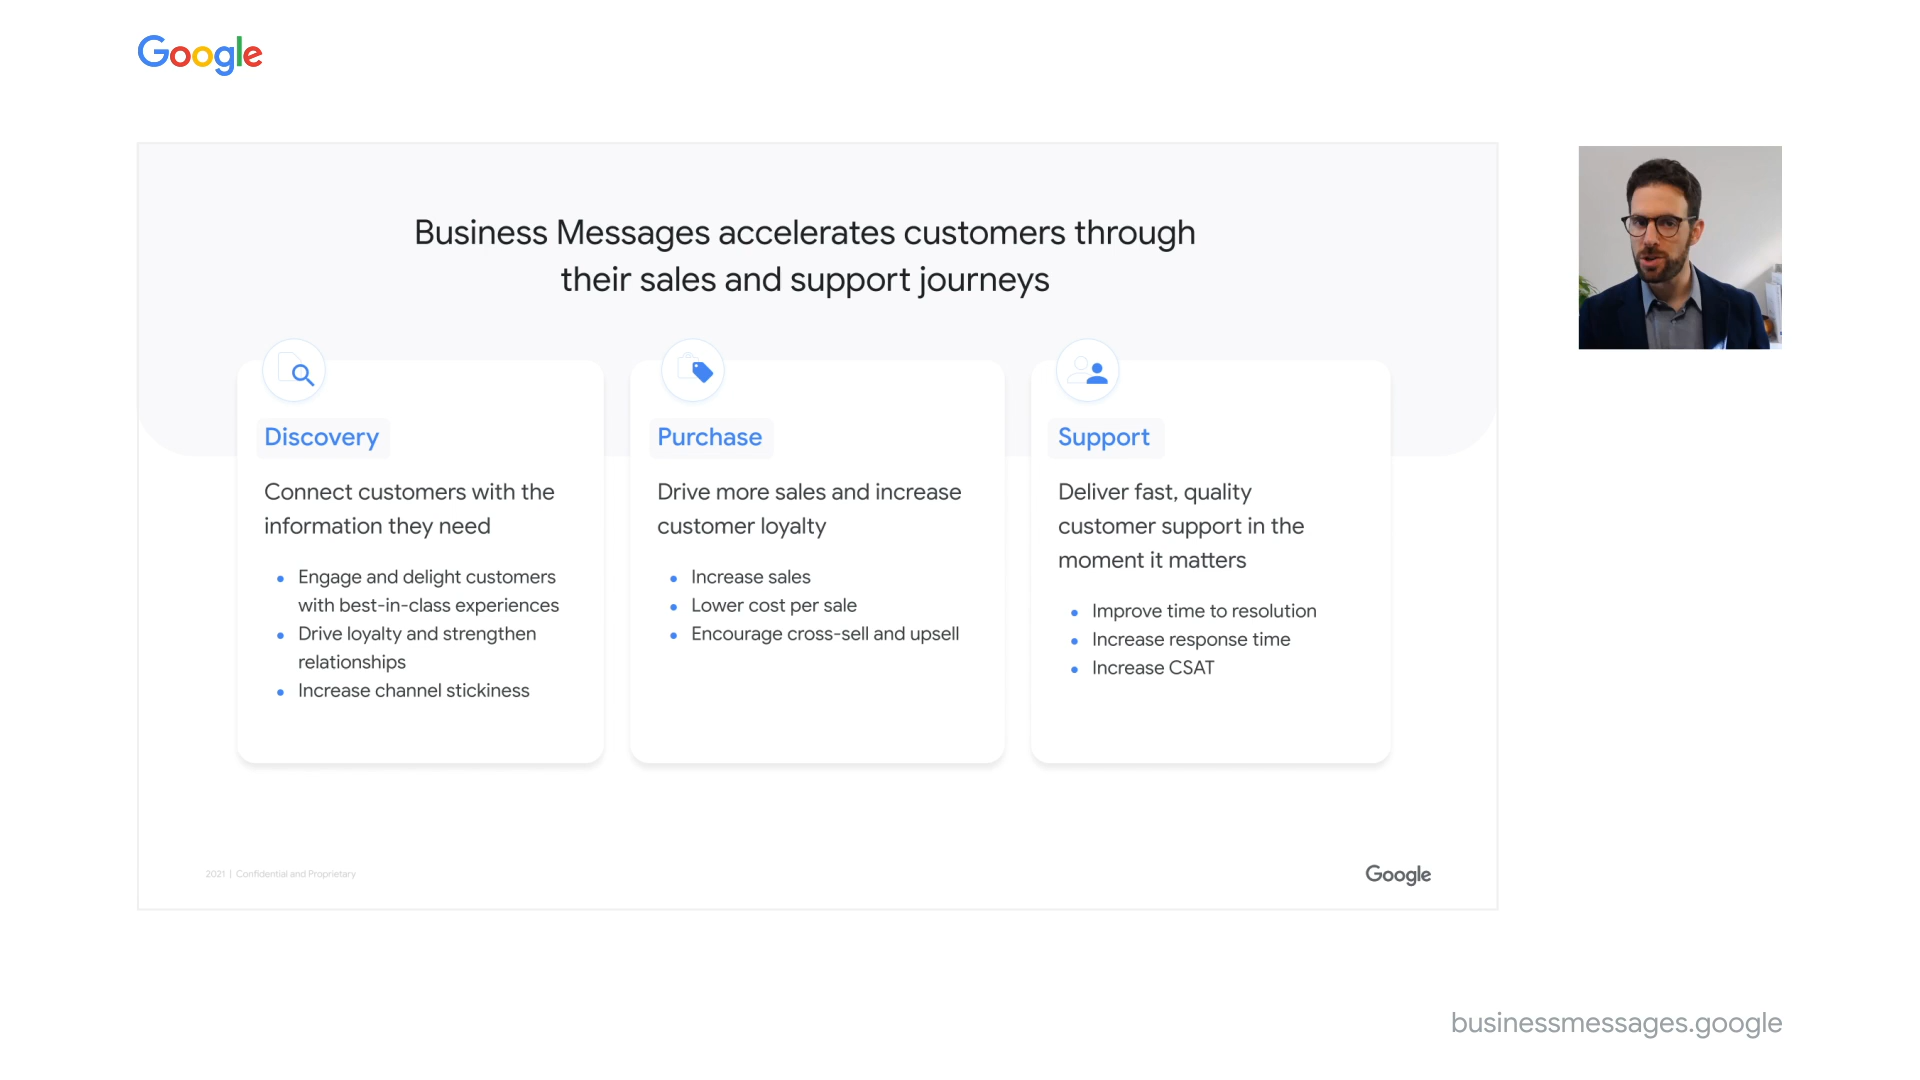 Google
Business Messages accelerates customers through
their sales and support journeys
Discovery
Connect customers with the
information they need
Engage and delight customers
with best-in-class experiences
Drive loyalty and strengthen
relationships
Increase channel stickiness
Purchase
Drive more sales and increase
customer loyalty
Increase sales
Lower cost per sale
Encourage cross-sell and upsell
Support
Deliver fast, quality
customer support in the
moment it matters
Improve time to resolution
Increase response time
Increase CSAT
2021 | Confidential and Proprietary
Google
businessmessages.google